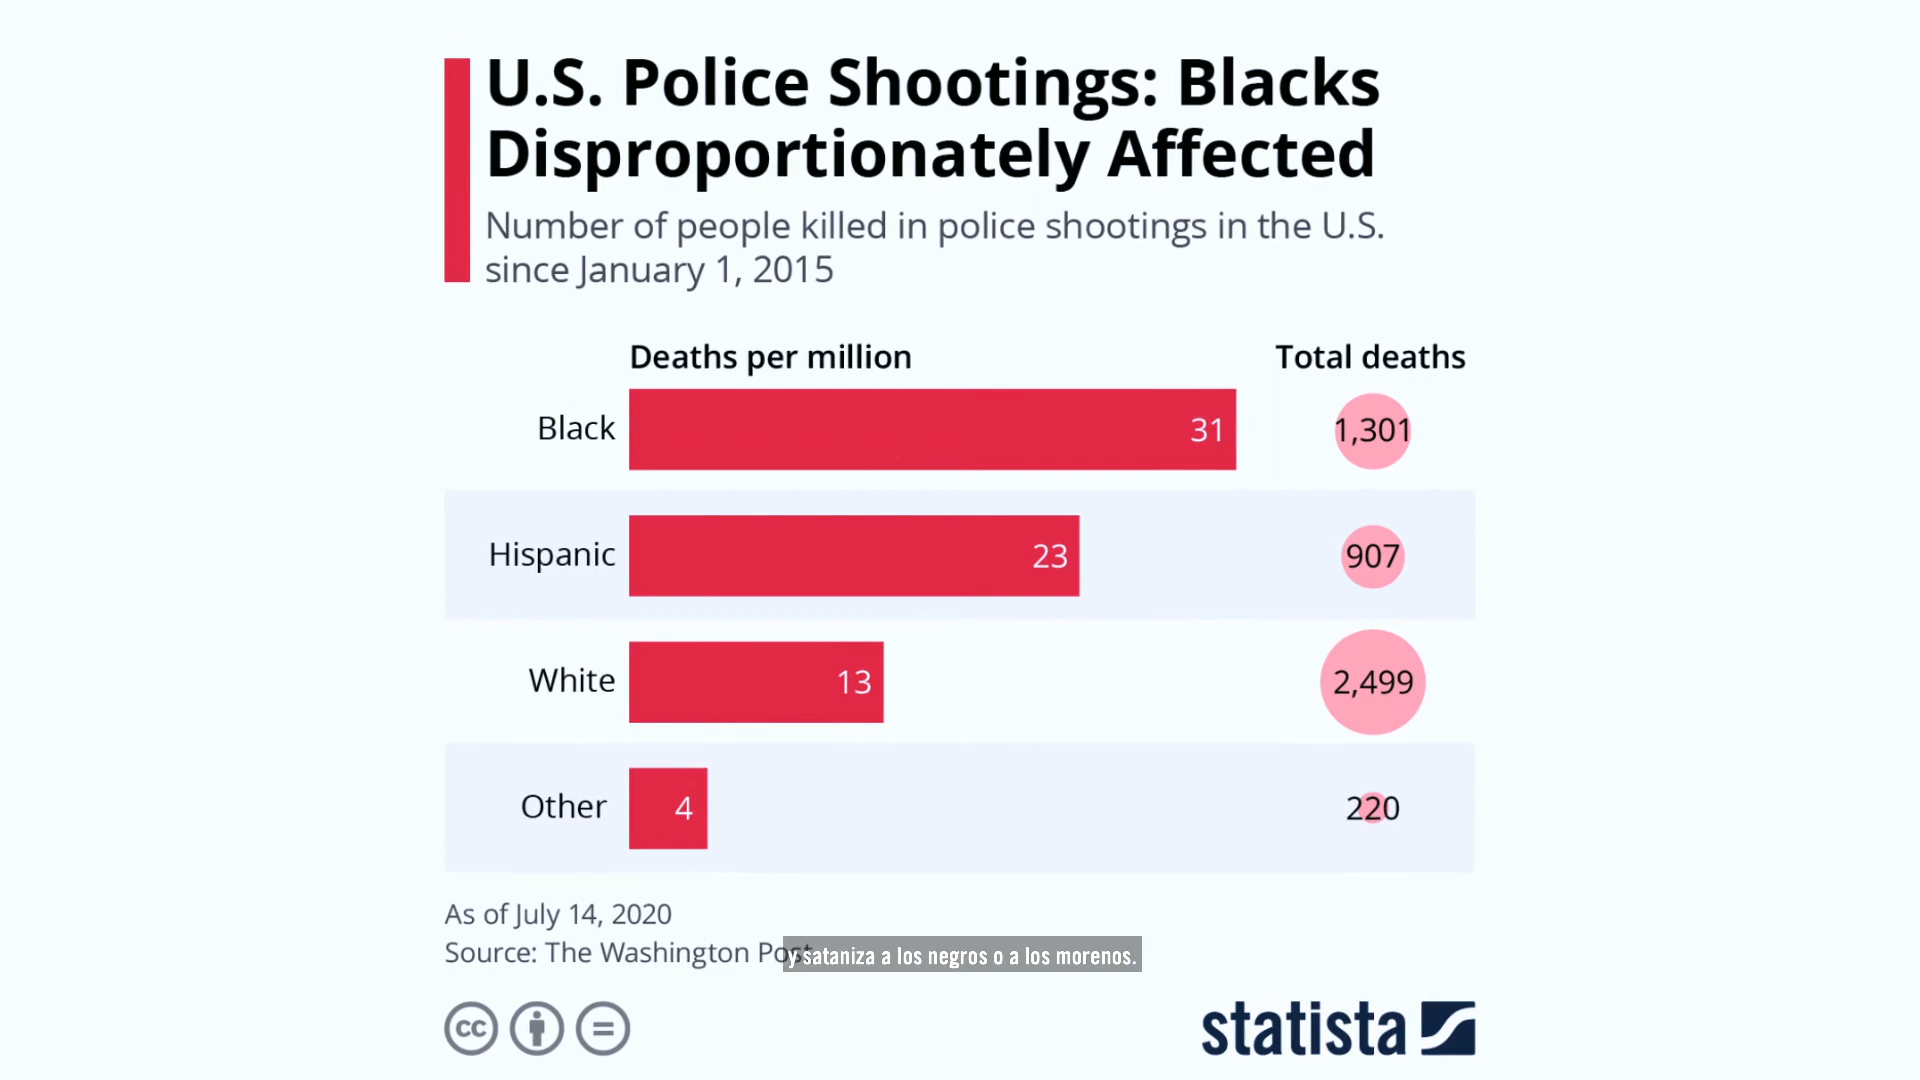 U.S. Police Shootings: Blacks
Disproportionately Affected
Number of people killed in police shootings in the U.S.
since January 1, 2015
Deaths per million Total deaths
Black 31 1,301
Hispanic 23 907
White 13 2,499
Other 4 220
As of July 14, 2020
Source: The Washington Post
y sataniza a los negros o a los morenos.
cc
statista